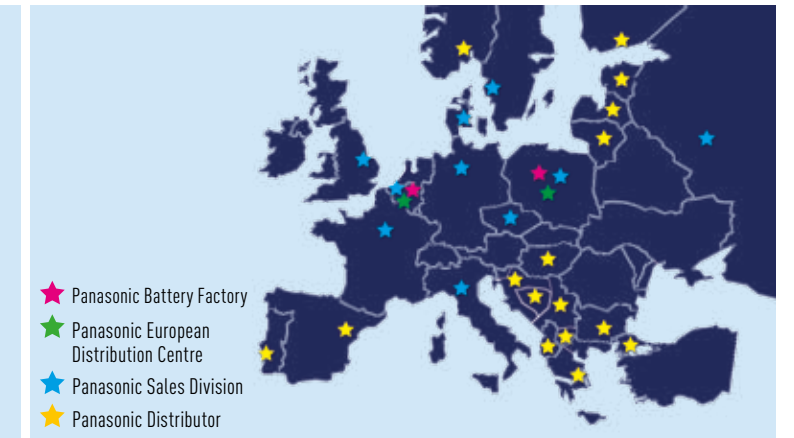 Panasonic Battery Factory
Panasonic European
Distribution Centre
Panasonic Sales Division
Panasonic Distributor